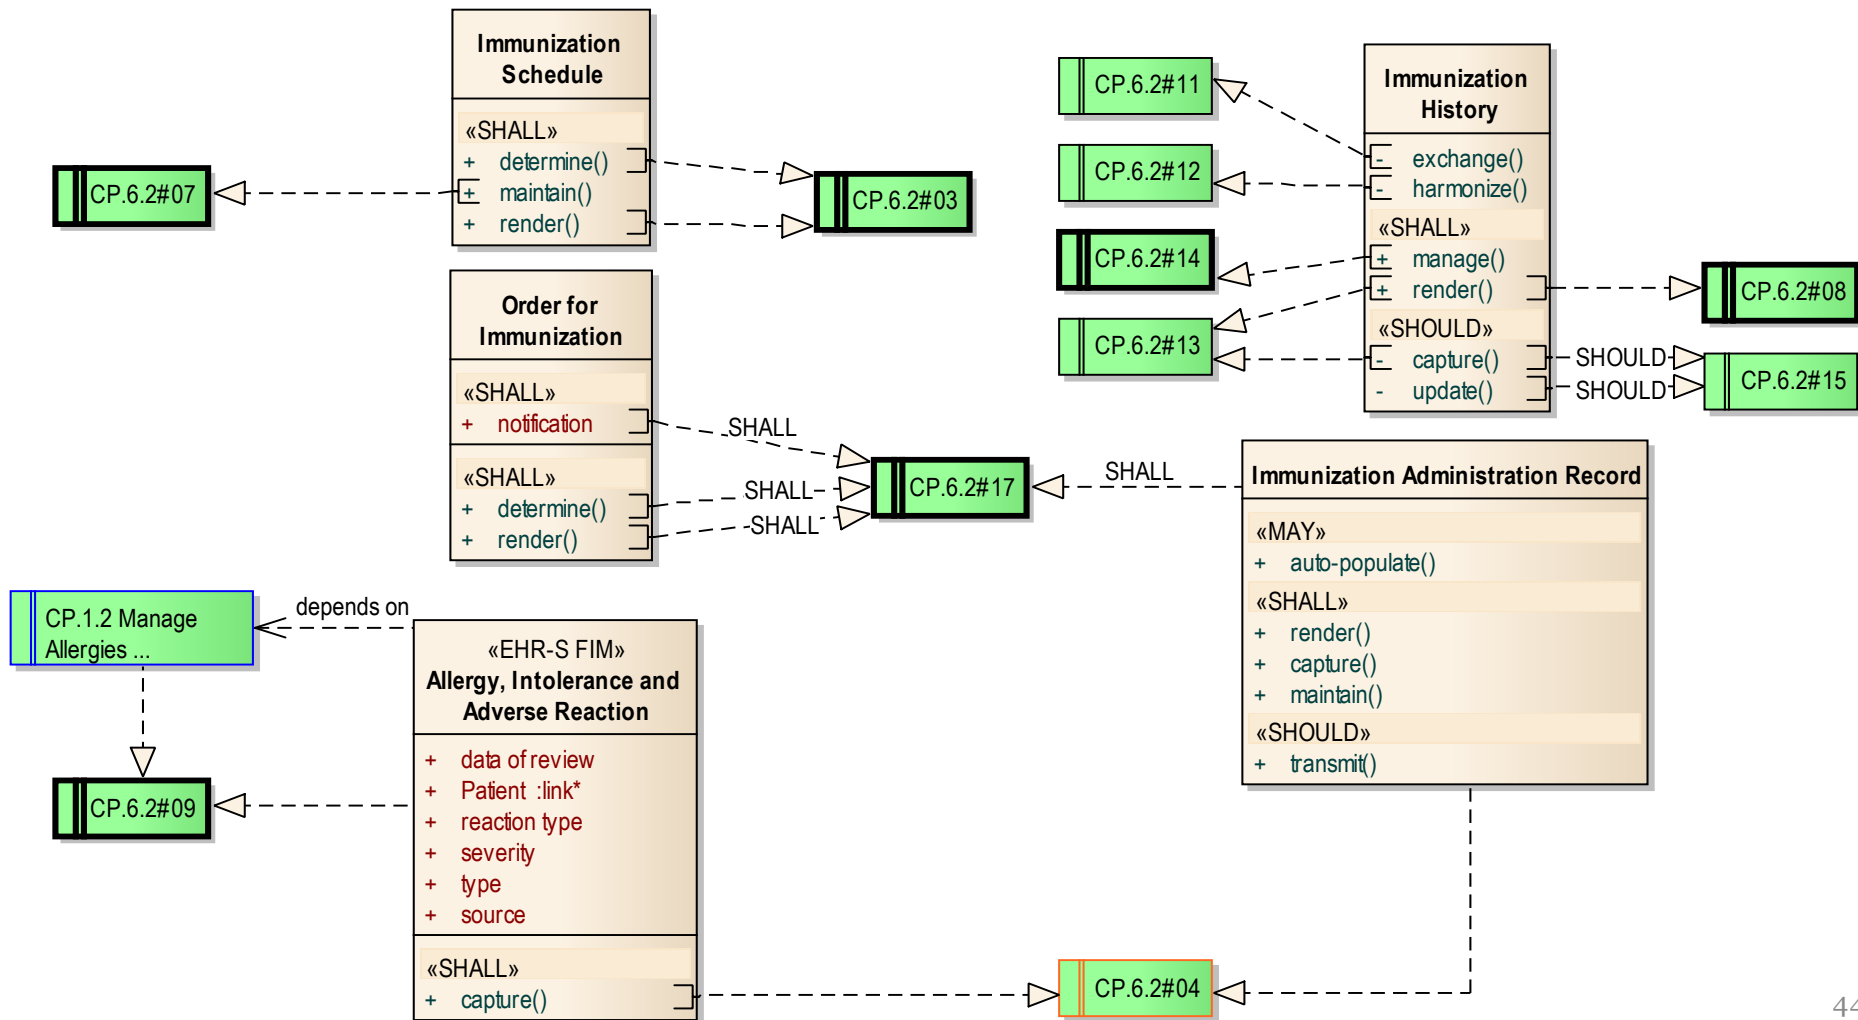 Immunization
Schedule
«SHALL»
+ determine()
+ maintain()
+ render()
CP.6.2#07
CP.6.2#03
CP.6.2#11
CP.6.2#12
CP.6.2#14
CP.6.2#13
Immunization
History
- exchange()
- harmonize()
«SHALL»
+ manage()
+ render()
«SHOULD»
- capture()
- update()
SHOULD
SHOULD
CP.6.2#08
CP.6.2#15
Order for
Immunization
«SHALL»
+ notification
«SHALL»
+ determine()
+ render()
SHALL
SHALL
SHALL
CP.6.2#17
SHALL
Immunization Administration Record
«MAY»
+ auto-populate()
«SHALL»
+ render()
+ capture()
+ maintain()
«SHOULD»
+ transmit()
CP.1.2 Manage
Allergies ...
depends on
CP.6.2#09
«EHR-S FIM»
Allergy, Intolerance and
Adverse Reaction
+ data of review
+ Patient :link*
+ reaction type
+ severity
+ type
+ source
«SHALL»
+ capture()
CP.6.2#04
44